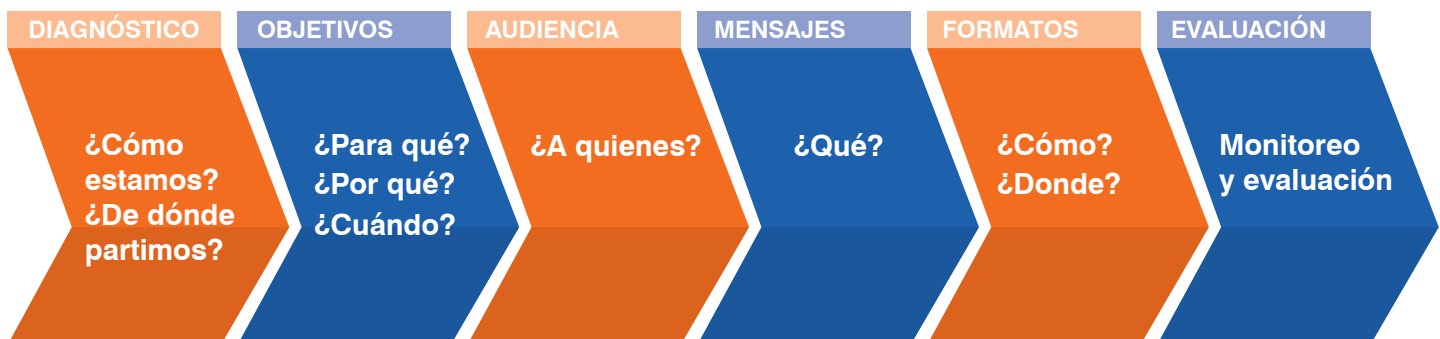 DIAGNÓSTICO
¿Cómo
estamos?
¿De dónde
partimos?
OBJETIVOS
¿Para qué?
¿Por qué?
¿Cuándo?
AUDIENCIA
¿A quienes?
MENSAJES
¿Qué?
FORMATOS
¿Cómo?
¿Donde?
EVALUACIÓN
Monitoreo
y evaluación